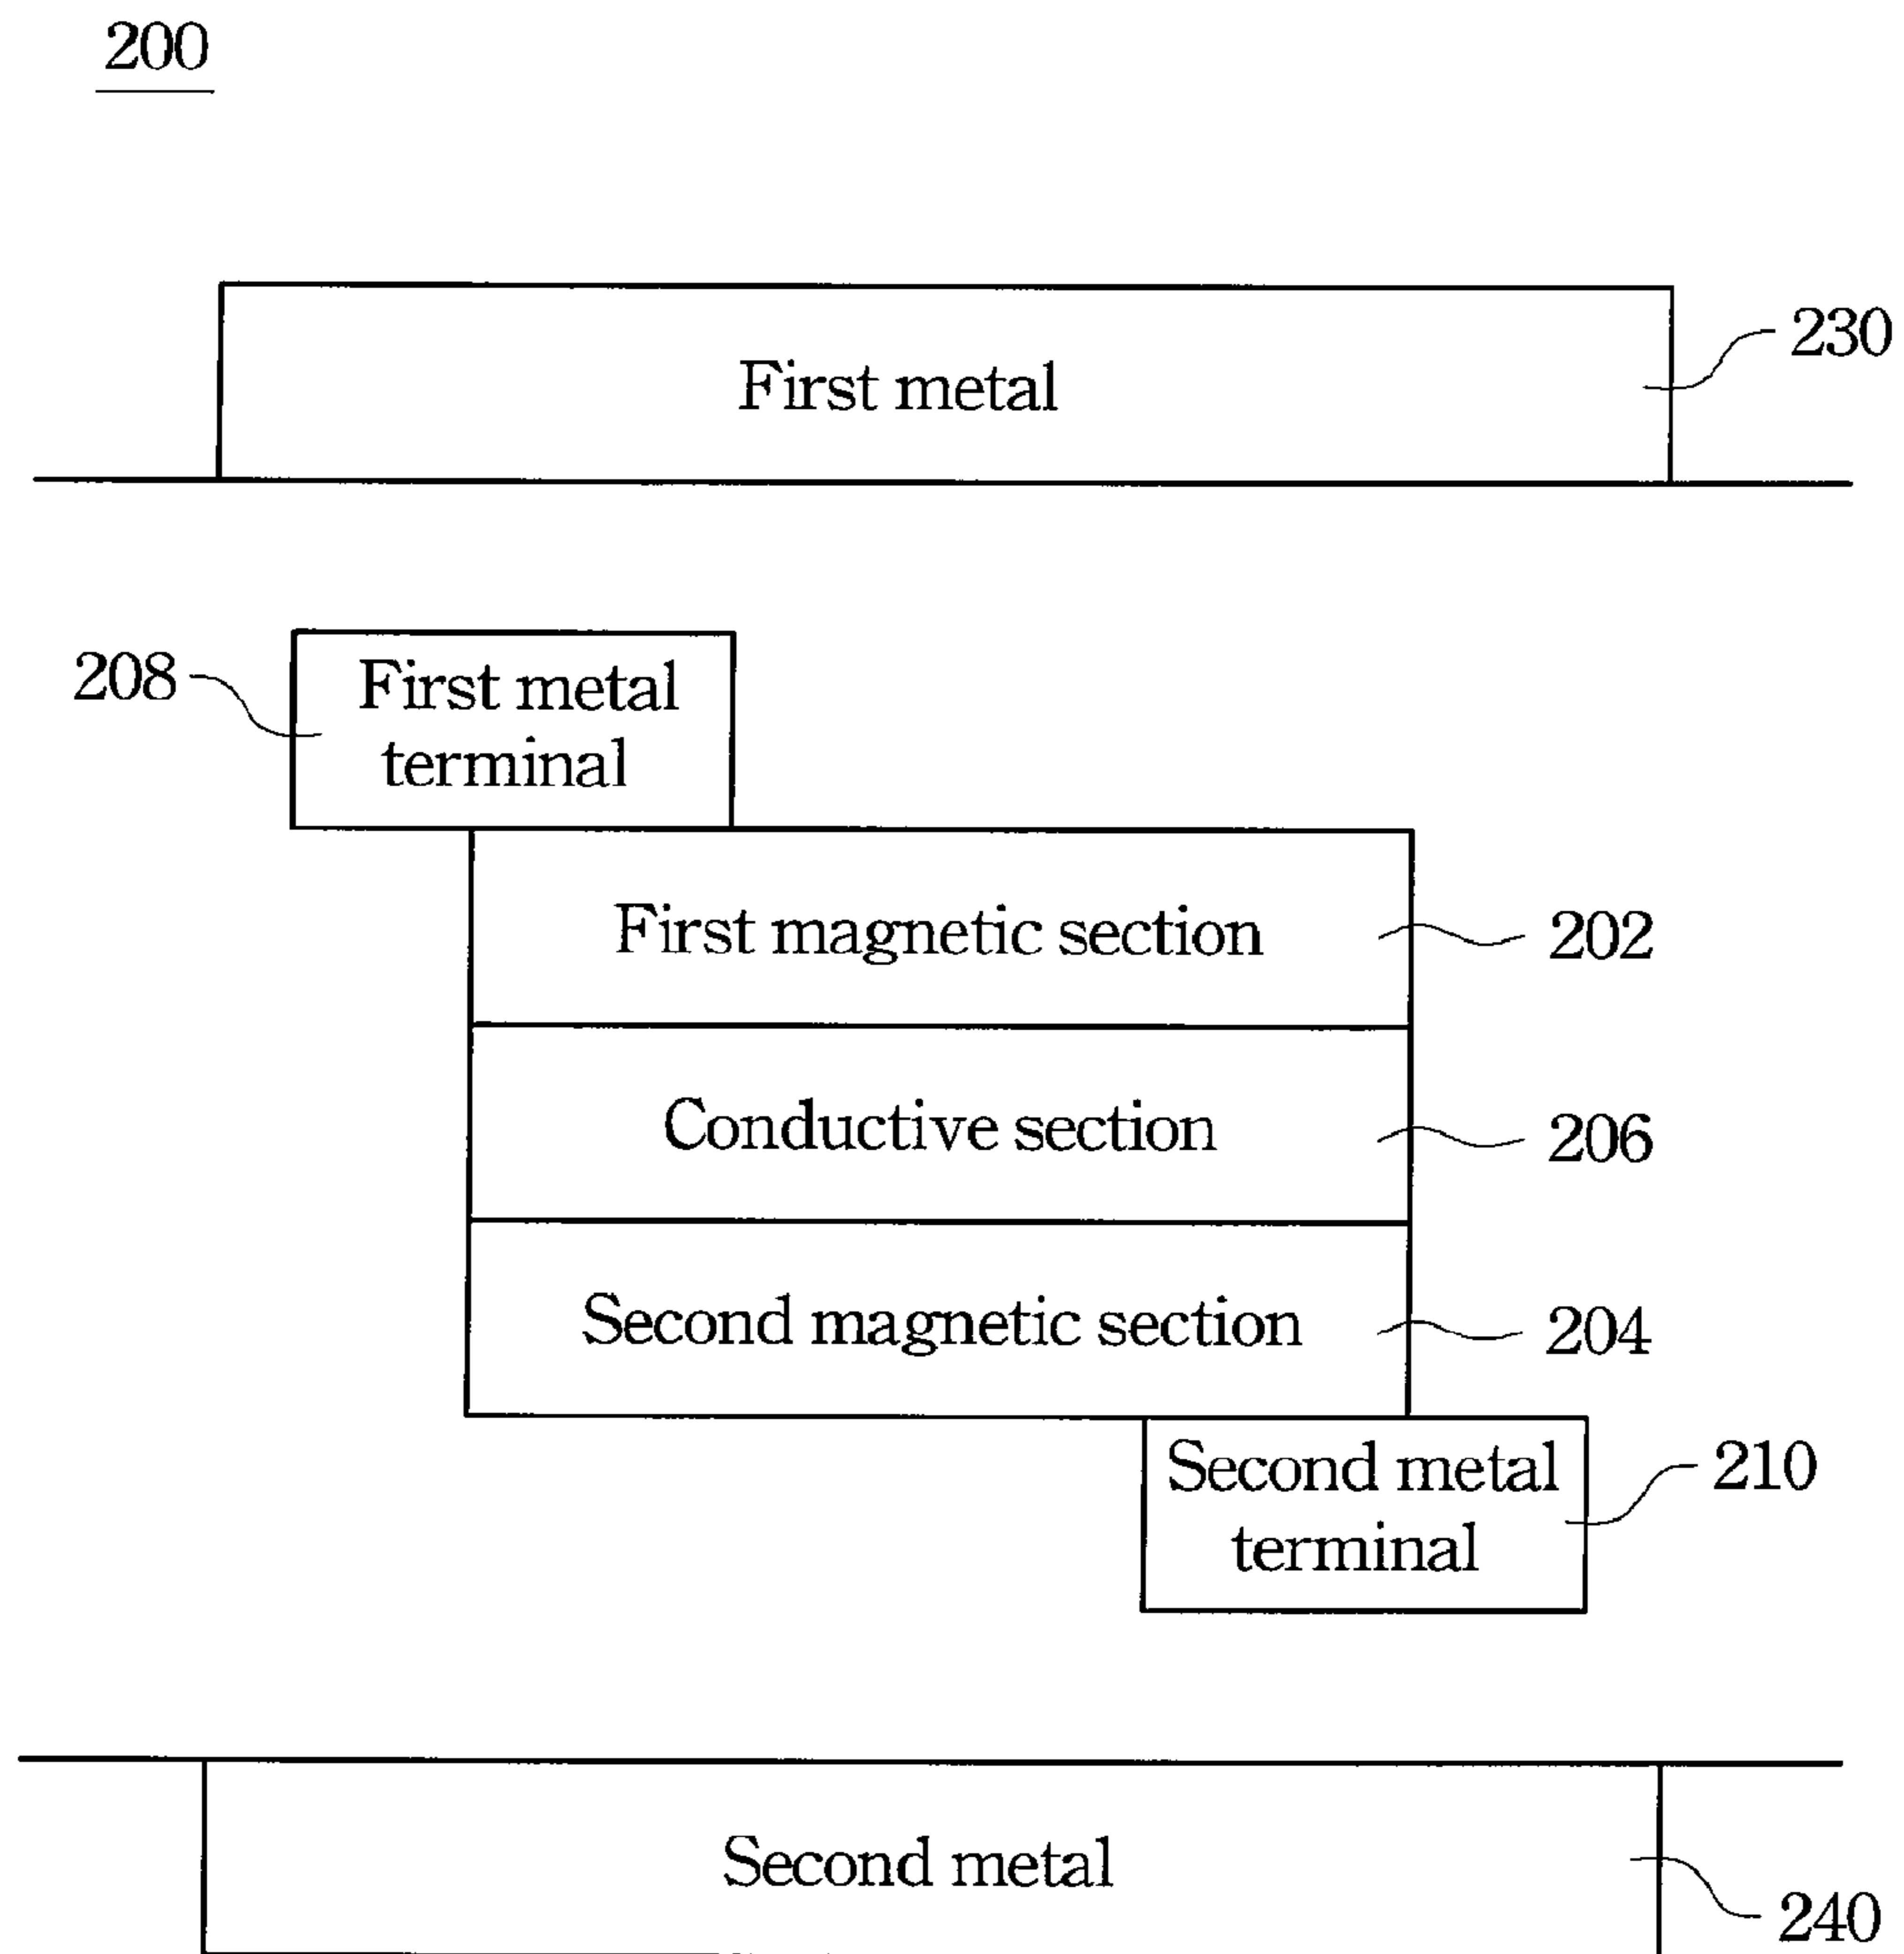 200
First metal
230
208
First metal
terminal
First magnetic section
202
Conductive section
206
Second magnetic section
204
Second metal
terminal
210
Second metal
240